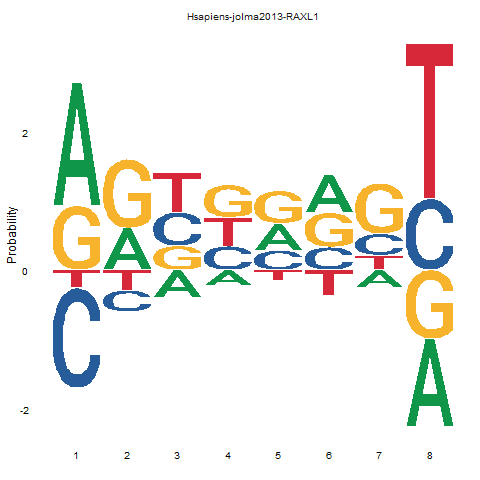 Hsapiens-jolma2013-RAXL1
Probability
2
0
-2
A G T C
G A T C
T C G A
G T C A
G A C T
A G C T
G C T A
T C G A
1 2 3 4 5 6 7 8